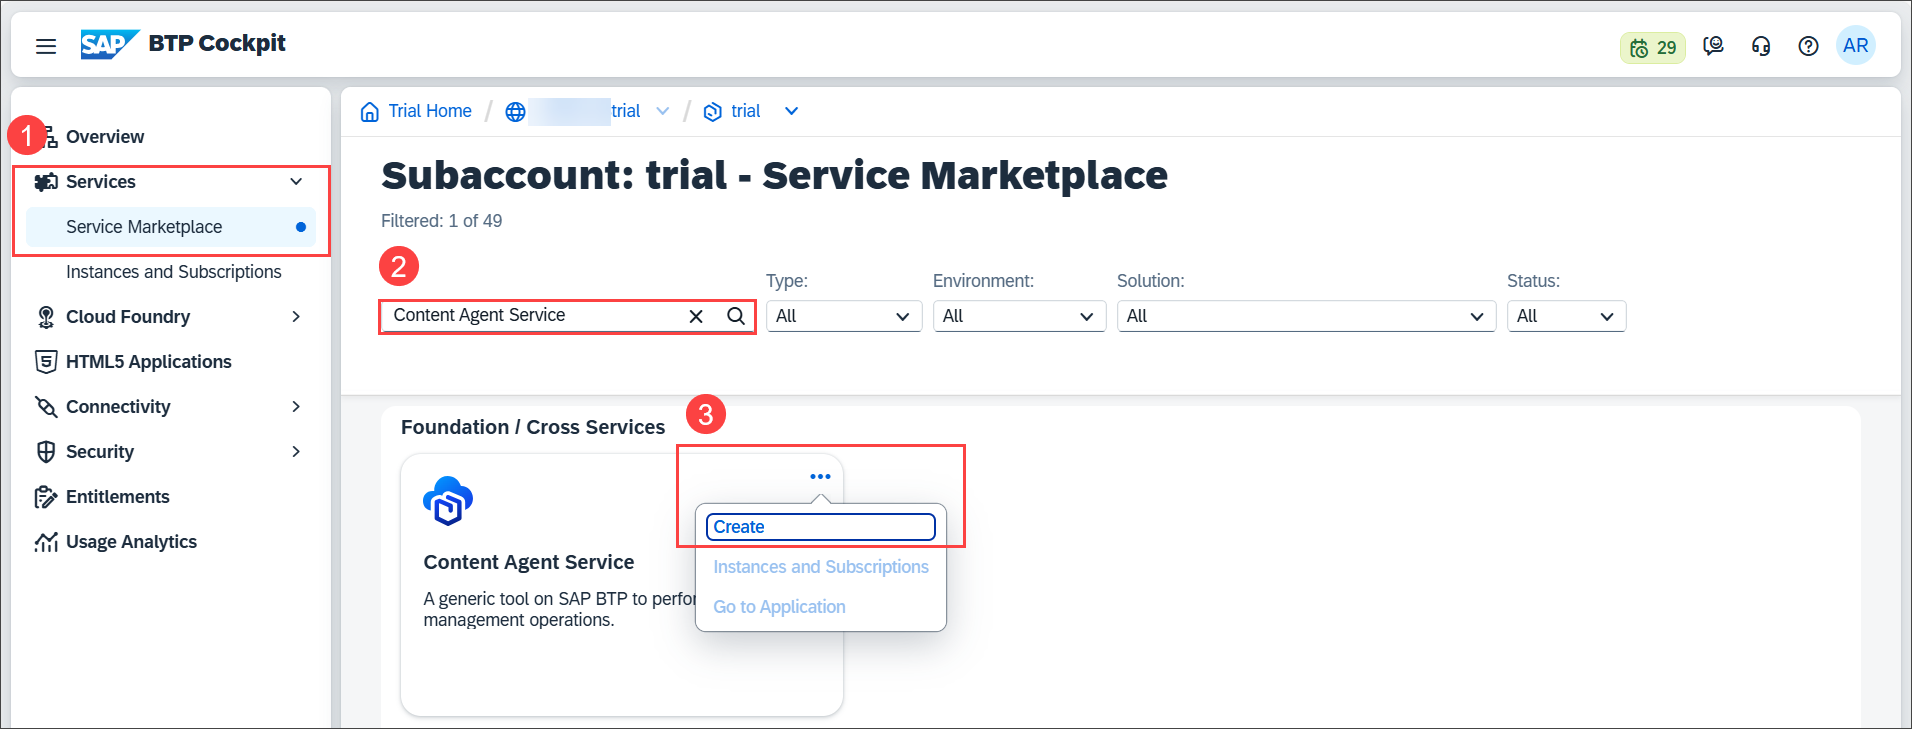 SAP BTP Cockpit
29
AR
1
Overview
Services
Service Marketplace
Instances and Subscriptions
Cloud Foundry
HTML5 Applications
Connectivity
Security
Entitlements
Usage Analytics
Trial Home / trial / trial
Subaccount: trial - Service Marketplace
Filtered: 1 of 49
2
Content Agent Service
Type:
All
Environment:
All
Solution:
All
Status:
All
Foundation / Cross Services
3
Create
Instances and Subscriptions
Go to Application
Content Agent Service
A generic tool on SAP BTP to
management operations.